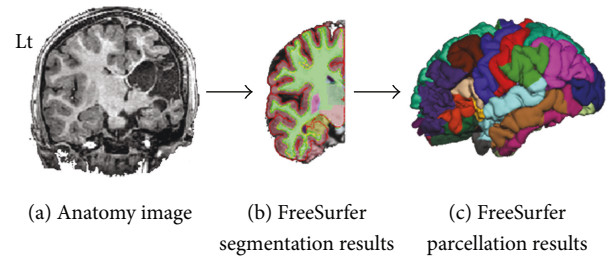 Lt
(a) Anatomy image
(b) FreeSurfer
segmentation results
(c) FreeSurfer
parcellation results